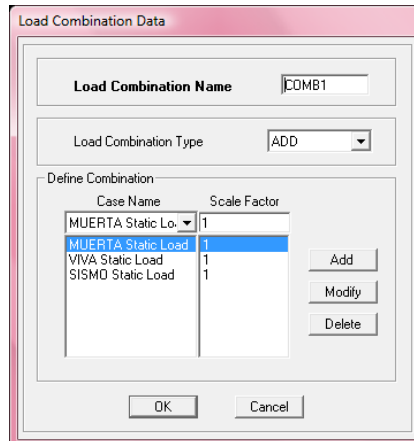 Load Combination Data
Load Combination Name COMB1
Load Combination Type ADD
Define Combination
Case Name Scale Factor
MUERTA Static Lo. 1
MUERTA Static Load 1
VIVA Static Load 1
SISMO Static Load 1
Add
Modify
Delete
OK Cancel